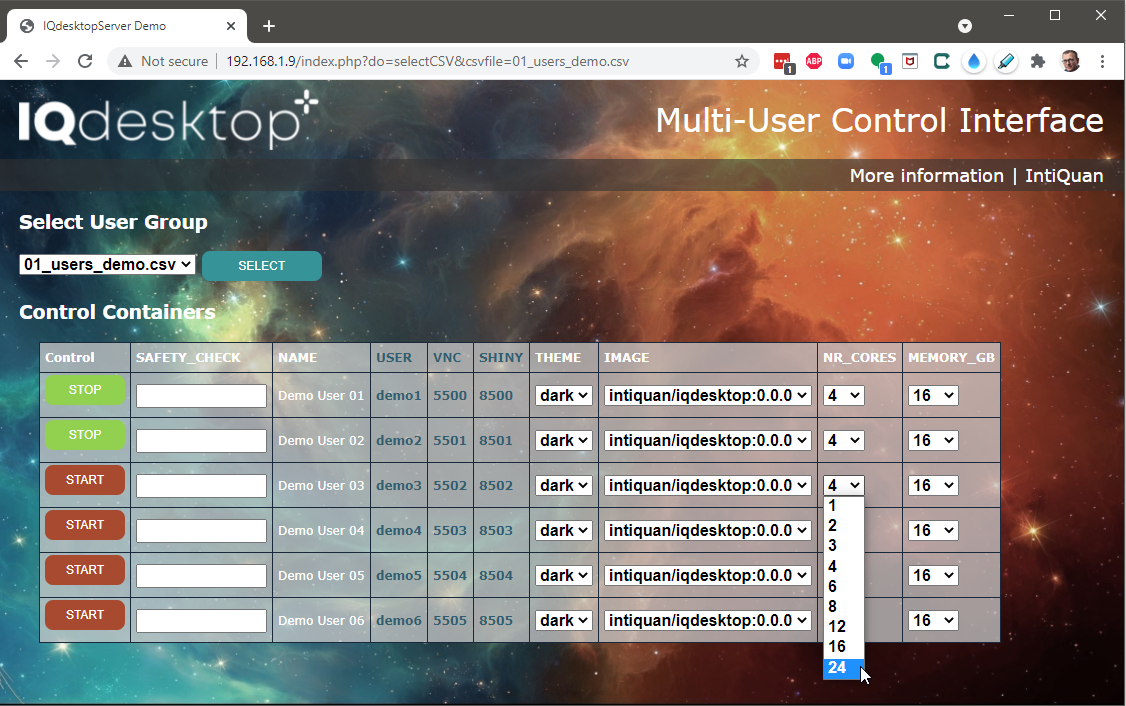 IQdesktopServer Demo
Not secure | 192.168.1.9/index.php?do=selectCSV&csvfile=01_users_demo.csv
1 ABP 1
IQdesktop
Multi-User Control Interface
More information | IntiQuan
Select User Group
01_users_demo.csv SELECT
Control Containers
Control SAFETY_CHECK NAME USER VNC SHINY THEME IMAGE NR_CORES MEMORY_GB
STOP Demo User 01 demo1 5500 8500 dark intiquan/iqdesktop:0.0.0 4 16
STOP Demo User 02 demo2 5501 8501 dark intiquan/iqdesktop:0.0.0 4 16
START Demo User 03 demo3 5502 8502 dark intiquan/iqdesktop:0.0.0 4 16
START Demo User 04 demo4 5503 8503 dark intiquan/iqdesktop:0.0.0 16
START Demo User 05 demo5 5504 8504 dark intiquan/iqdesktop:0.0.0 16
START Demo User 06 demo6 5505 8505 dark intiquan/iqdesktop:0.0.0 16
1
2
3
4
6
8
12
16
24